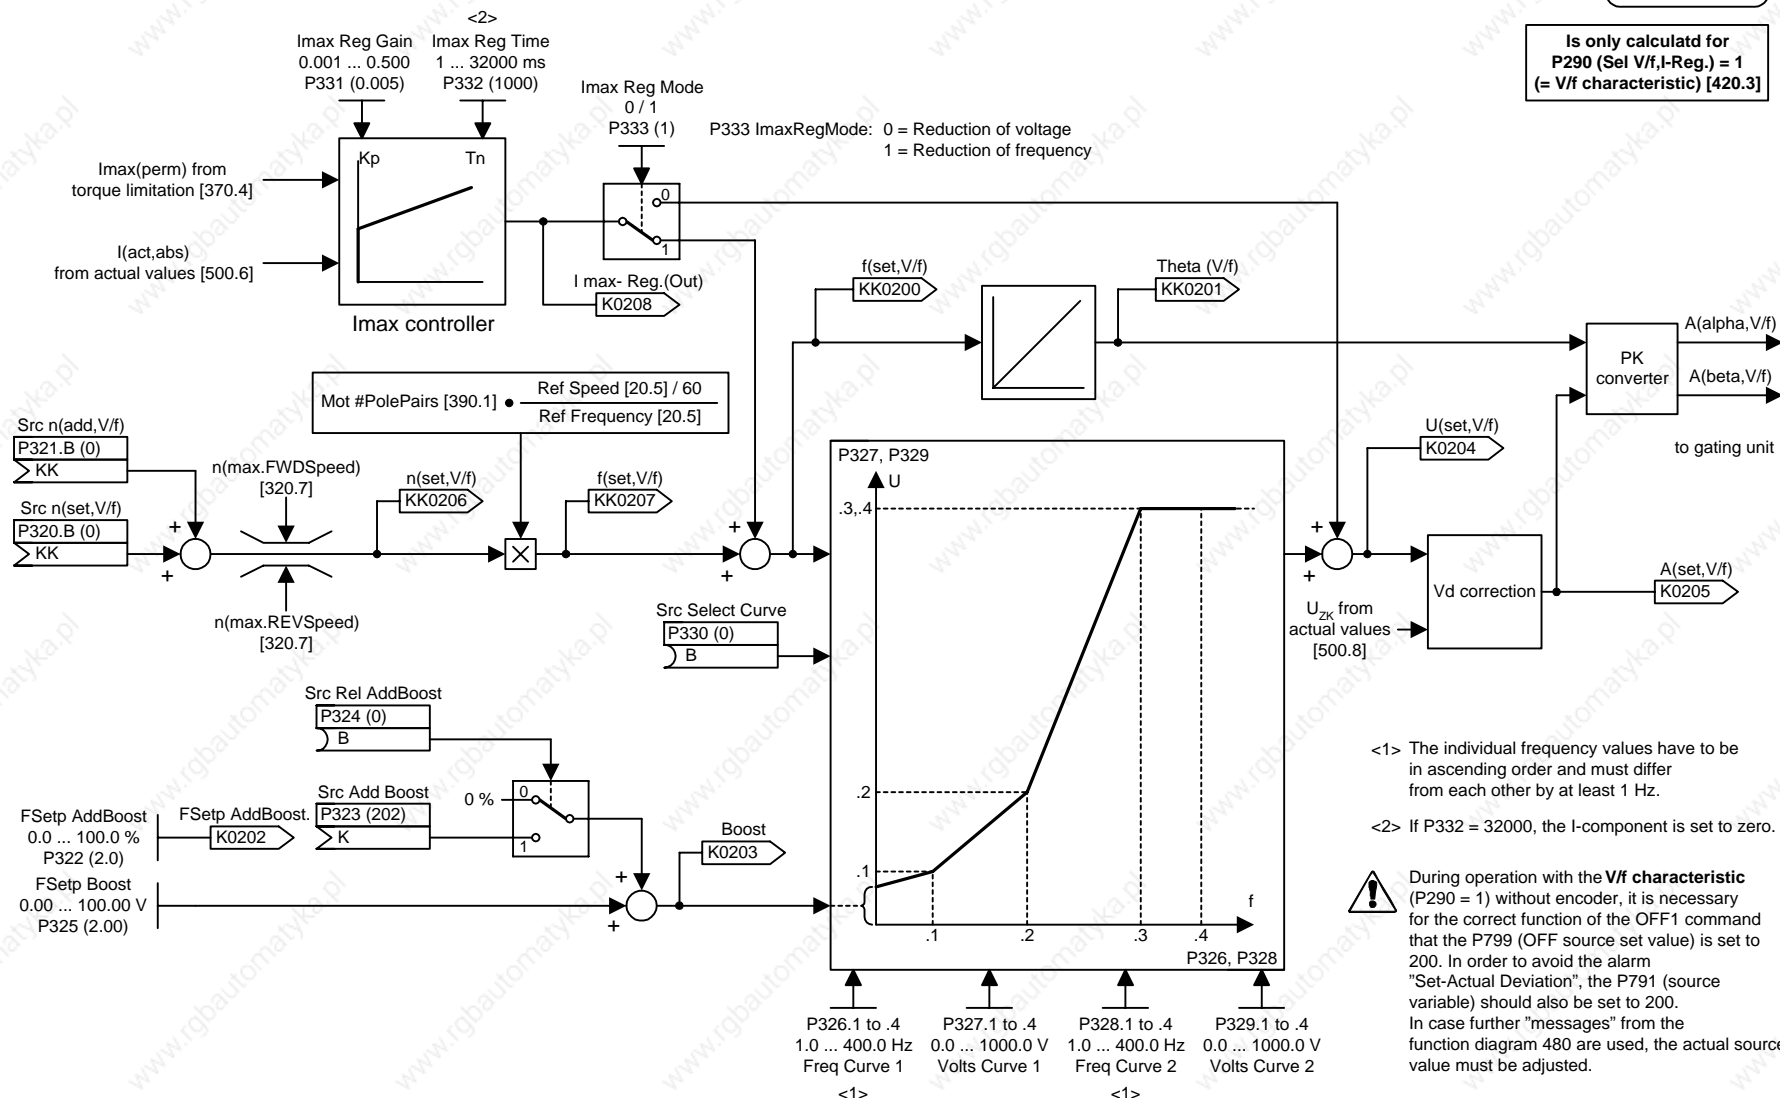 <2>
Imax Reg Gain
0.001 ... 0.500
P331 (0.005)
Imax Reg Time
1 ... 32000 ms
P332 (1000)
Imax Reg Mode
0 / 1
P333 (1)
P333 ImaxRegMode: 0 = Reduction of voltage
1 = Reduction of frequency
Is only calculatd for
P290 (Sel V/f,I-Reg.) = 1
(= V/f characteristic) [420.3]
Kp
Tn
Imax(perm) from
torque limitation [370.4]
I(act,abs)
from actual values [500.6]
Imax controller
0
1
I max- Reg.(Out)
K0208
f(set,V/f)
KK0200
Theta (V/f)
KK0201
A(alpha,V/f)
PK
converter
A(beta,V/f)
to gating unit
Mot #PolePairs [390.1] •
Ref Speed [20.5] / 60
Ref Frequency [20.5]
Src n(add,V/f)
P321.B (0)
KK
Src n(set,V/f)
P320.B (0)
KK
+
+
n(max.FWDSpeed)
[320.7]
n(max.REVSpeed)
[320.7]
n(set,V/f)
KK0206
×
f(set,V/f)
KK0207
+
+
P327, P329
U
.3,.4
.2
.1
f
.1
.2
.3
.4
P326, P328
+
+
U(set,V/f)
K0204
Vd correction
UZK from
actual values
[500.8]
A(set,V/f)
K0205
Src Select Curve
P330 (0)
B
Src Rel AddBoost
P324 (0)
B
FSetp AddBoost
0.0 ... 100.0 %
P322 (2.0)
FSetp AddBoost.
K0202
Src Add Boost
P323 (202)
K
0 %
0
1
FSetp Boost
0.00 ... 100.00 V
P325 (2.00)
+
+
Boost
K0203
P326.1 to .4
1.0 ... 400.0 Hz
Freq Curve 1
<1>
P327.1 to .4
0.0 ... 1000.0 V
Volts Curve 1
P328.1 to .4
1.0 ... 400.0 Hz
Freq Curve 2
<1>
P329.1 to .4
0.0 ... 1000.0 V
Volts Curve 2
<1> The individual frequency values have to be
in ascending order and must differ
from each other by at least 1 Hz.
<2> If P332 = 32000, the I-component is set to zero.
During operation with the V/f characteristic
(P290 = 1) without encoder, it is necessary
for the correct function of the OFF1 command
that the P799 (OFF source set value) is set to
200. In order to avoid the alarm
"Set-Actual Deviation", the P791 (source
variable) should also be set to 200.
In case further "messages" from the
function diagram 480 are used, the actual source
value must be adjusted.
www.rgbautomatyka.pl